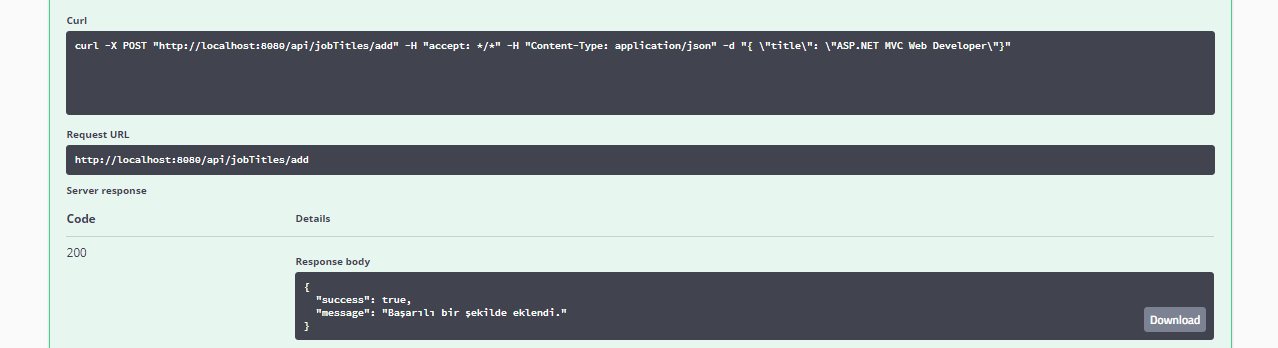 Curl
curl -X POST "http://localhost:8080/api/jobTitles/add" -H "accept: */*" -H "Content-Type: application/json" -d "{ \"title\": \"ASP.NET MVC Web Developer\"}"
Request URL
http://localhost:8080/api/jobTitles/add
Server response
Code Details
200
Response body
{
"success": true,
"message": "Başarılı bir şekilde eklendi."
}
Download